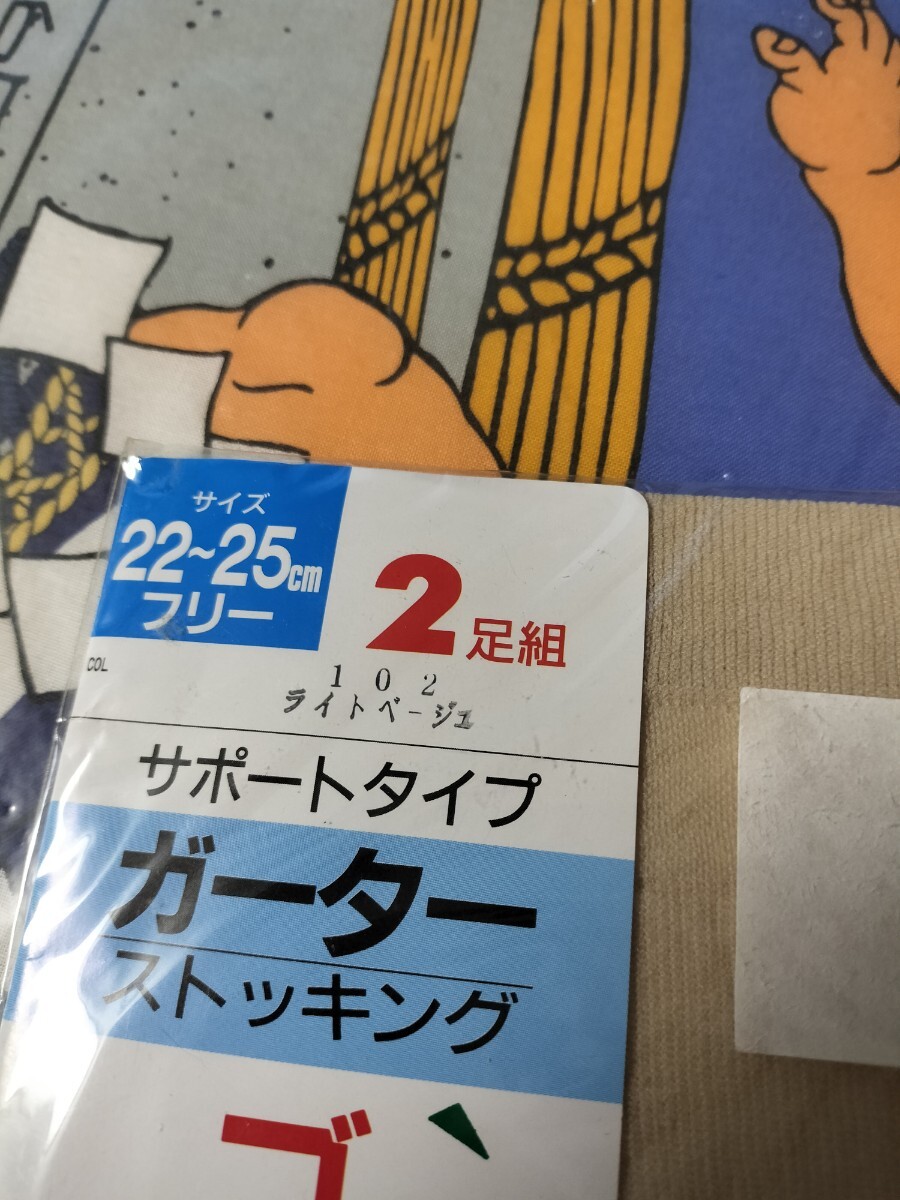 サイズ
22~25cm
フリー
2足組
COL
102
ライトベージュ
サポートタイプ
ガーター
ストッキング
ゴ